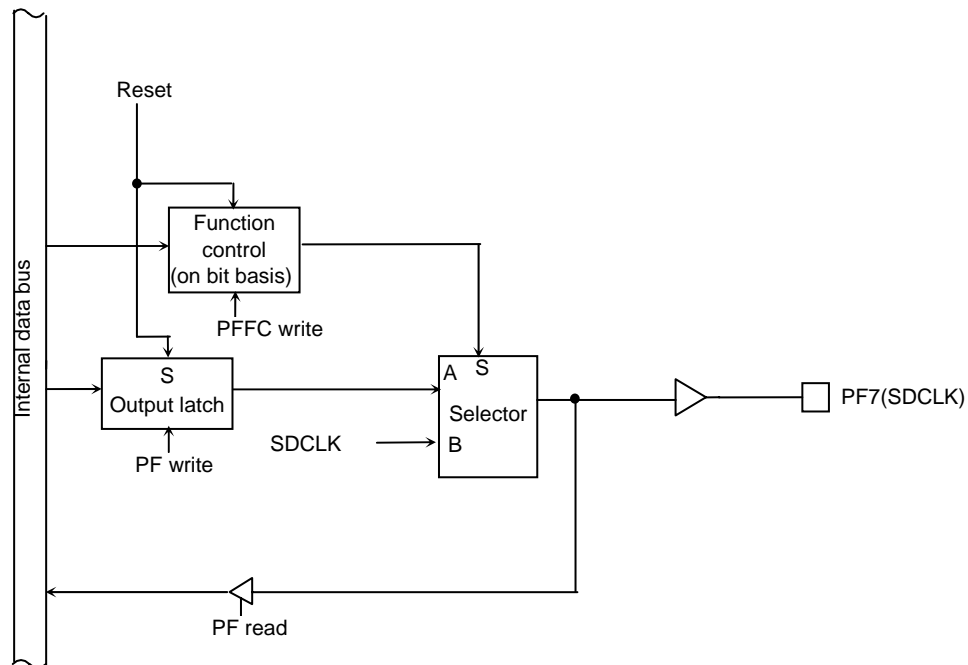 Reset
Internal data bus
Function
control
(on bit basis)
PFFC write
S
Output latch
PF write
A
S
Selector
B
SDCLK
PF7(SDCLK)
PF read